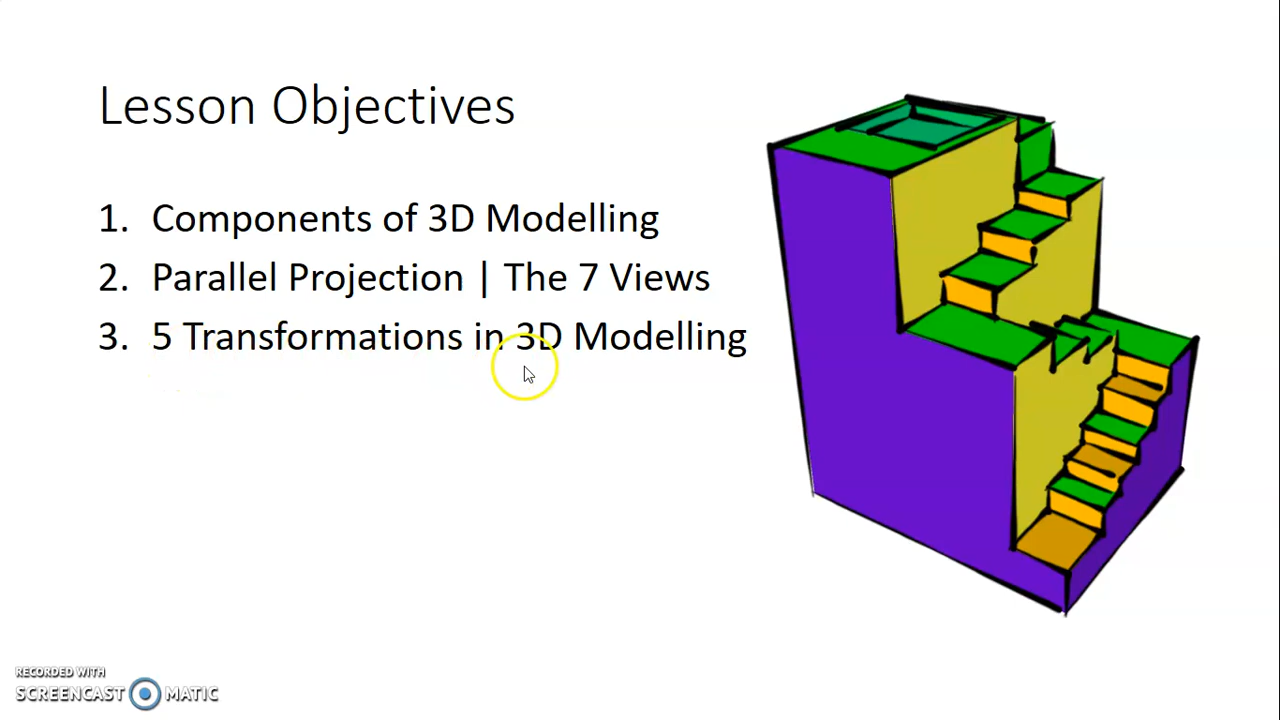 Lesson Objectives
1. Components of 3D Modelling
2. Parallel Projection | The 7 Views
3. 5 Transformations in 3D Modelling
RECORDED WITH
SCREENCAST MATIC